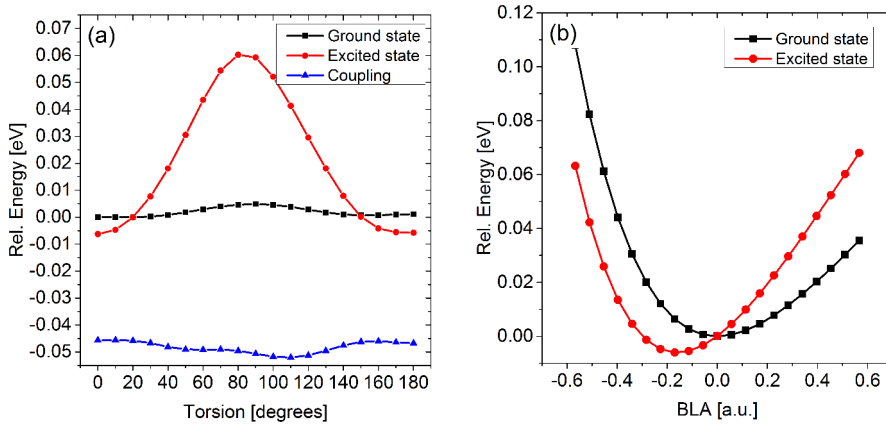 (a)
Ground state
Excited state
Coupling
Rel. Energy [eV]
0.07
0.06
0.05
0.04
0.03
0.02
0.01
0.00
-0.01
-0.04
-0.05
0 20 40 60 80 100 120 140 160 180
Torsion [degrees]
(b)
Ground state
Excited state
Rel. Energy [eV]
0.12
0.10
0.08
0.06
0.04
0.02
0.00
-0.6 -0.4 -0.2 0.0 0.2 0.4 0.6
BLA [a.u.]